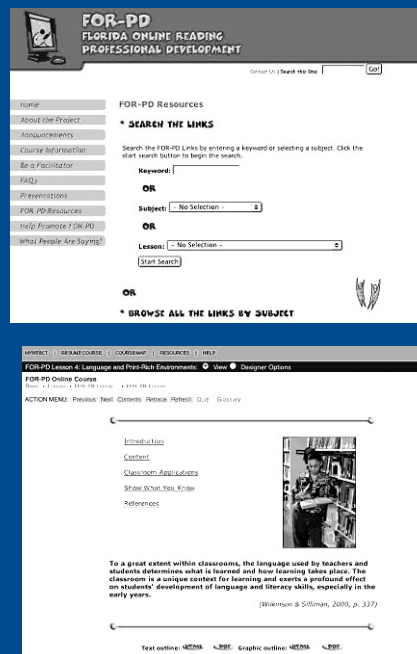 FOR-PD
FLORIDA ONLINE READING
PROFESSIONAL DEVELOPMENT
Contact Us | Search this Site: Go!
Home
About the Project
Announcements
Course Information
Be a Facilitator
FAQs
Presentations
FOR-PD Resources
Help Promote FOR-PD
What People Are Saying?
FOR-PD Resources
* SEARCH THE LINKS
Search the FOR-PD Links by entering a keyword or selecting a subject. Click the
start search button to begin the search.
Keyword:
OR
Subject: - No Selection -
OR
Lesson: - No Selection -
Start Search
OR
* BROWSE ALL THE LINKS BY SUBJECT
MYWEBCT | RESUME COURSE | COURSE MAP | RESOURCES | HELP
FOR-PD Lesson 4: Language and Print-Rich Environments: View Designer Options
FOR-PD Online Course
ACTION MENU: Previous Next Contents Retrace Refresh Quiz Glossary
Introduction
Content
Classroom Applications
Show What You Know
References
To a great extent within classrooms, the language used by teachers and
students determines what is learned and how learning takes place. The
classroom is a unique context for learning and exerts a profound effect
on students' development of language and literacy skills, especially in the
early years.
(Wilkinson & Silliman, 2000, p. 337)
Text outline: HTML PDF Graphic outline: HTML PDF